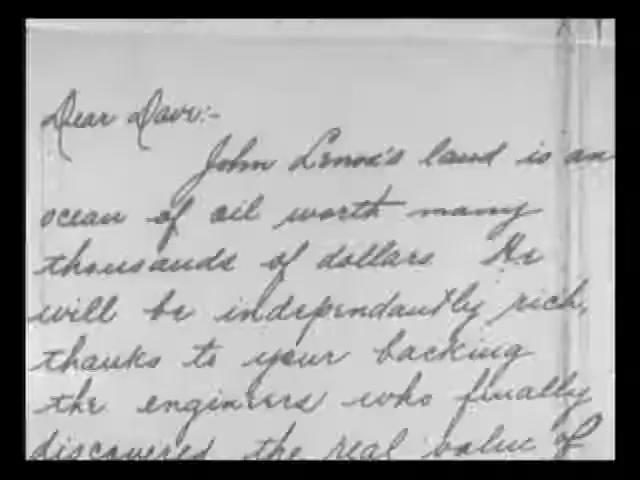 Dear Dave:-
John Lenox's land is an
ocean of oil worth many
thousands of dollars He
will be independantly rich,
thanks to your backing
the engineers who finally
discovered the real value of